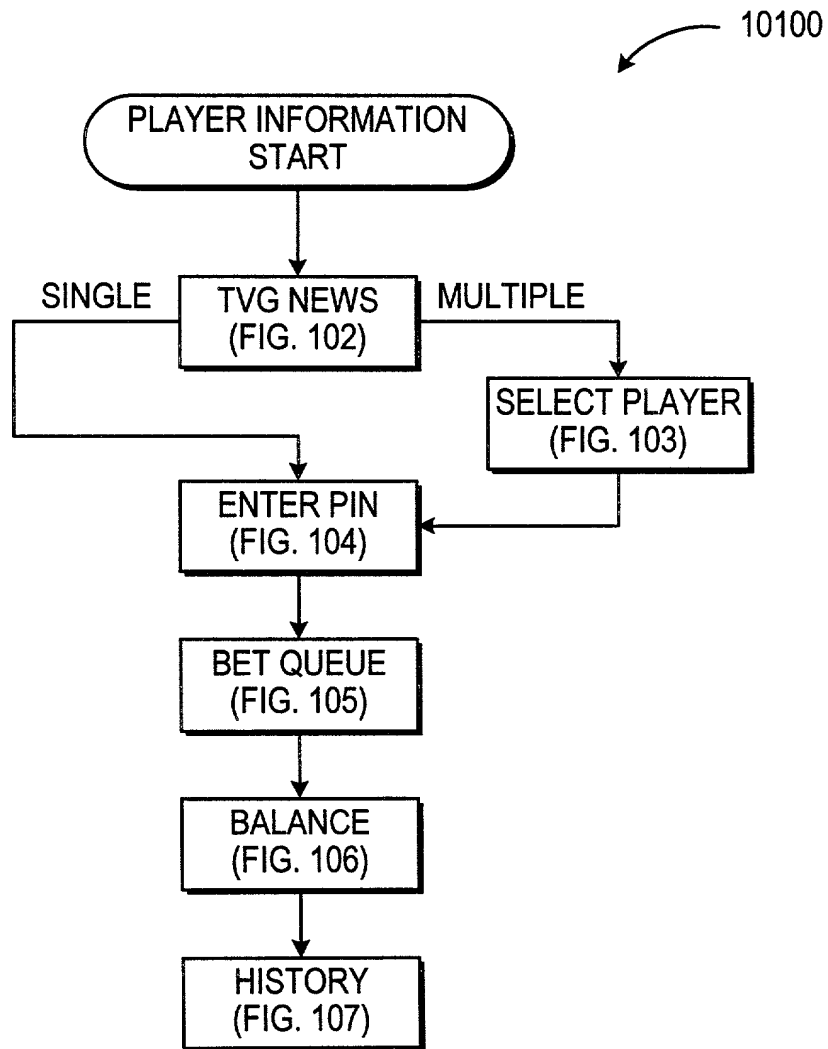 10100
PLAYER INFORMATION
START
SINGLE
TVG NEWS
(FIG. 102)
MULTIPLE
SELECT PLAYER
(FIG. 103)
ENTER PIN
(FIG. 104)
BET QUEUE
(FIG. 105)
BALANCE
(FIG. 106)
HISTORY
(FIG. 107)